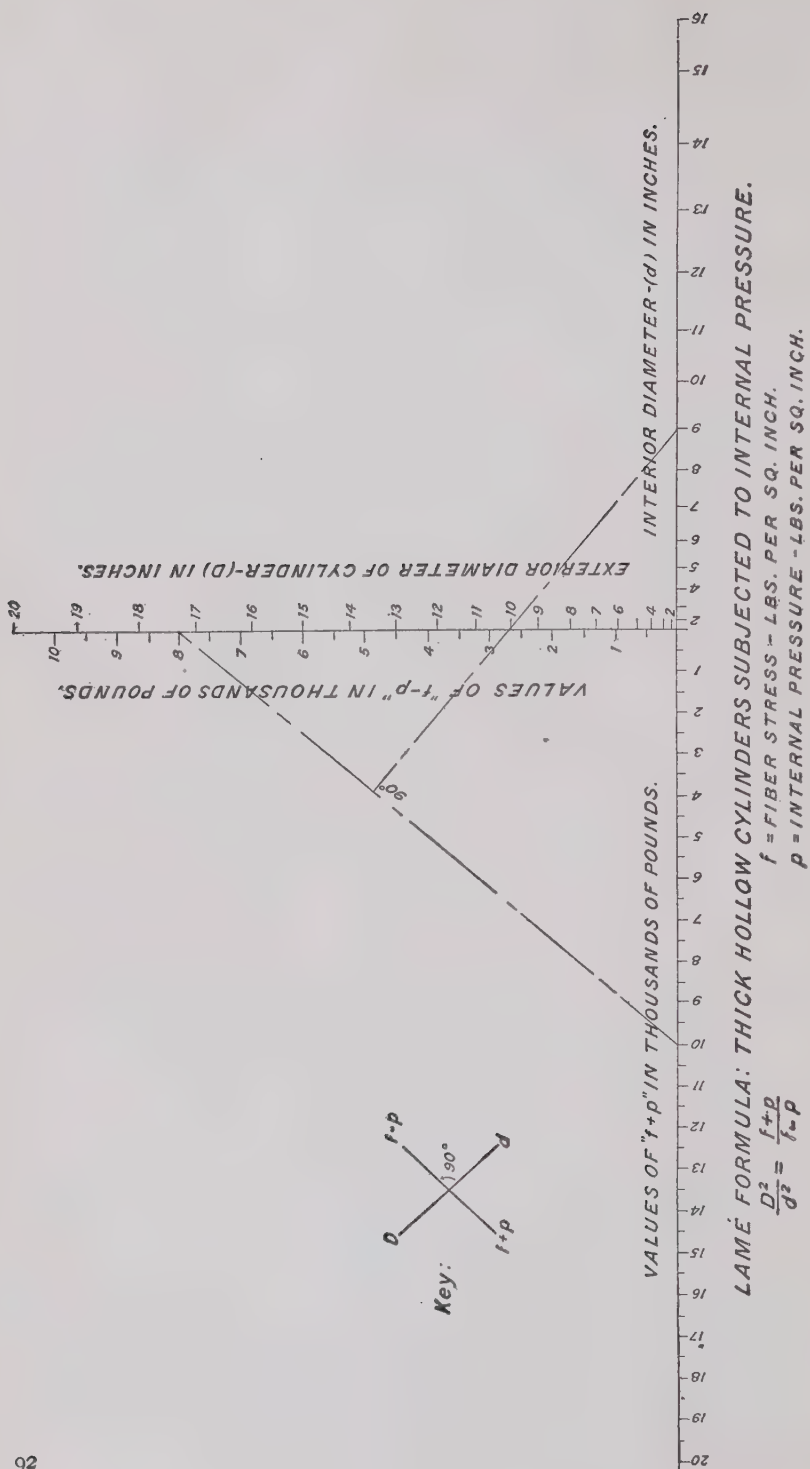 92
20 19 18 17 16 15 14 13 12 11 10 9 8 7 6 4 2
EXTERIOR DIAMETER OF CYLINDER-(D) IN INCHES.
10 9 8 7 6 5 4 3 2 1
VALUES OF "f-p" IN THOUSANDS OF POUNDS.
90°
Key:
D
f-p
90°
f+p
d
VALUES OF "f+p" IN THOUSANDS OF POUNDS.
INTERIOR DIAMETER-(d) IN INCHES.
20 19 18 17 16 15 14 13 12 11 10 9 8 7 6 5 4 3 2 1
2 4 5 6 7 8 9 10 11 12 13 14 15 16
LAMÉ FORMULA: THICK HOLLOW CYLINDERS SUBJECTED TO INTERNAL PRESSURE.
D²/d² = f+p/f-p
f = FIBER STRESS - LBS. PER SQ. INCH.
p = INTERNAL PRESSURE - LBS. PER SQ. INCH.